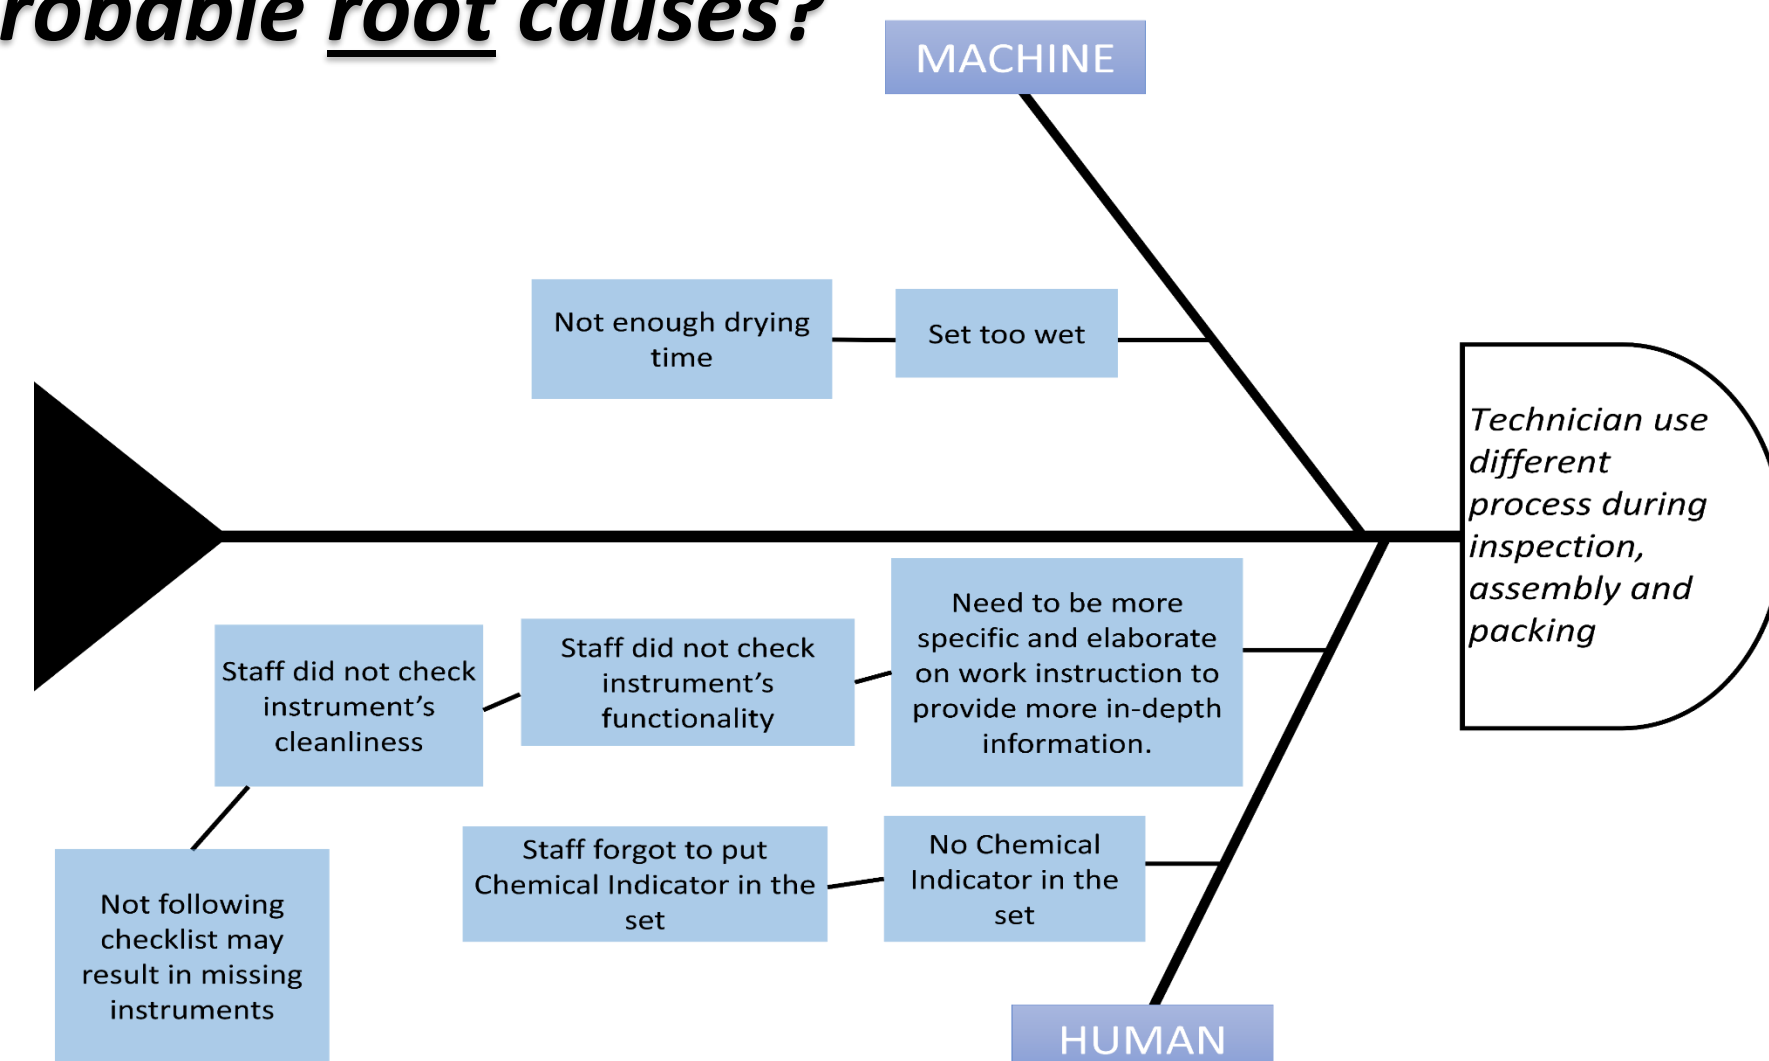 robable root causes?
MACHINE
Not enough drying
time
Set too wet
Technician use
different
process during
inspection,
assembly and
packing
Need to be more
specific and elaborate
on work instruction to
provide more in-depth
information.
Staff did not check
instrument's
functionality
Staff did not check
instrument's
cleanliness
Not following
checklist may
result in missing
instruments
No Chemical
Indicator in the
set
Staff forgot to put
Chemical Indicator in the
set
HUMAN